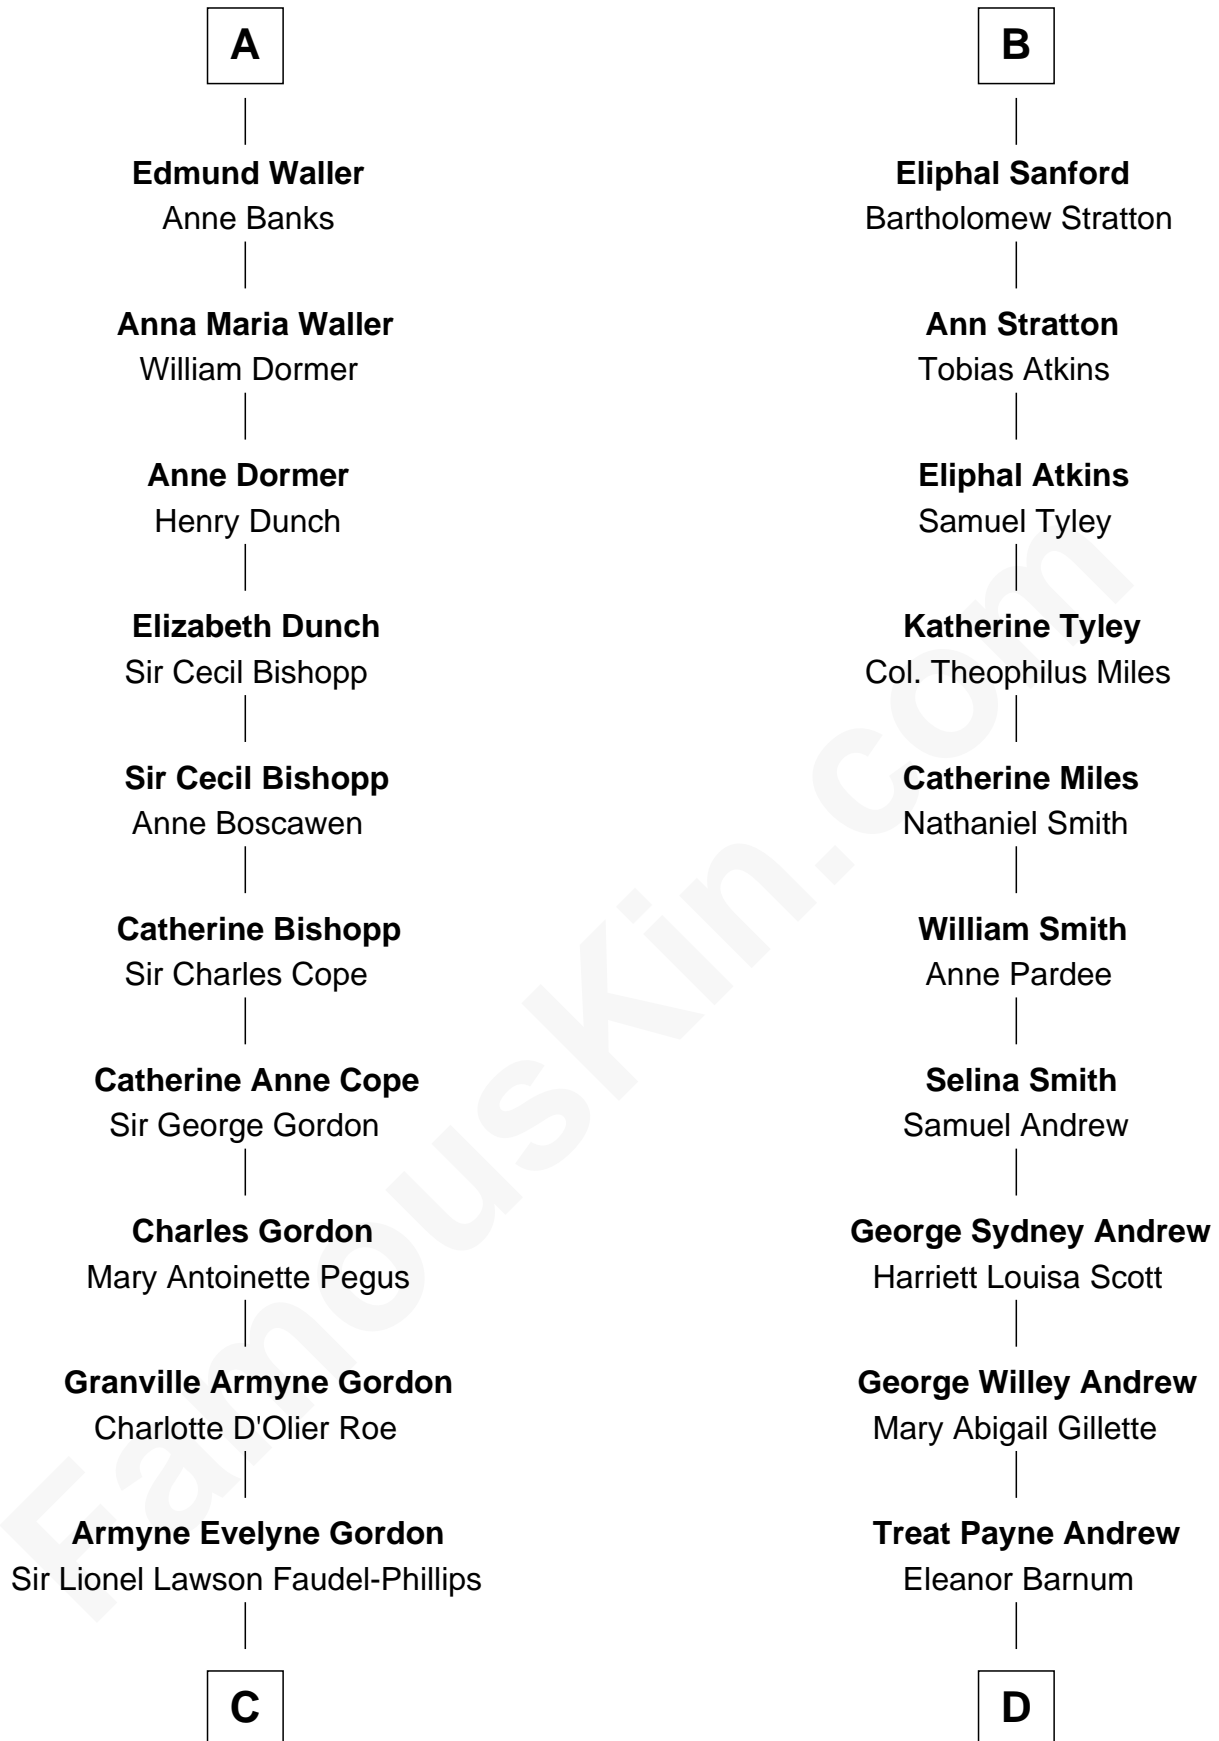 A
Edmund Waller
Anne Banks
Anna Maria Waller
William Dormer
Anne Dormer
Henry Dunch
Elizabeth Dunch
Sir Cecil Bishopp
Sir Cecil Bishopp
Anne Boscawen
Catherine Bishopp
Sir Charles Cope
Catherine Anne Cope
Sir George Gordon
Charles Gordon
Mary Antoinette Pegus
Granville Armyne Gordon
Charlotte D'Olier Roe
Armyne Evelyne Gordon
Sir Lionel Lawson Faudel-Phillips
C
B
Eliphal Sanford
Bartholomew Stratton
Ann Stratton
Tobias Atkins
Eliphal Atkins
Samuel Tyley
Katherine Tyley
Col. Theophilus Miles
Catherine Miles
Nathaniel Smith
William Smith
Anne Pardee
Selina Smith
Samuel Andrew
George Sydney Andrew
Harriett Louisa Scott
George Willey Andrew
Mary Abigail Gillette
Treat Payne Andrew
Eleanor Barnum
D
FamousKin.com